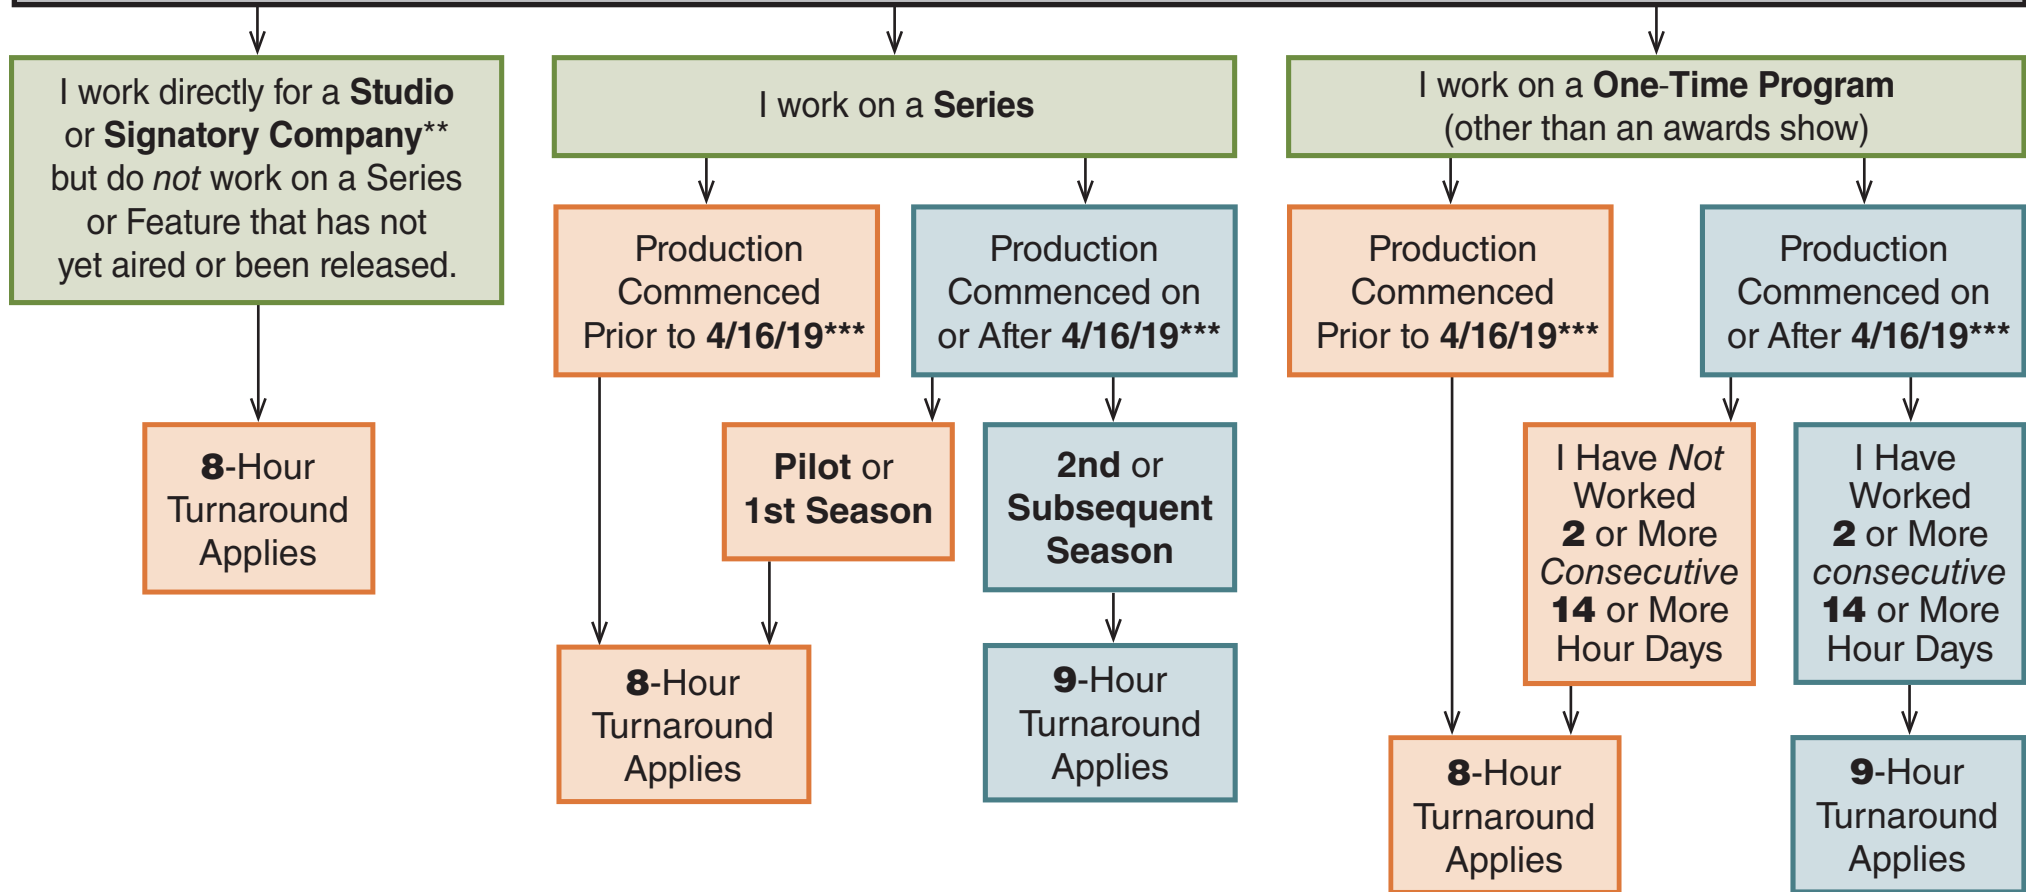 I work directly for a Studio
or Signatory Company**
but do not work on a Series
or Feature that has not
yet aired or been released.
8-Hour
Turnaround
Applies
I work on a Series
Production
Commenced
Prior to 4/16/19***
Production
Commenced on
or After 4/16/19***
Pilot or
1st Season
2nd or
Subsequent
Season
8-Hour
Turnaround
Applies
9-Hour
Turnaround
Applies
I work on a One-Time Program
(other than an awards show)
Production
Commenced
Prior to 4/16/19***
Production
Commenced on
or After 4/16/19***
I Have Not
Worked
2 or More
Consecutive
14 or More
Hour Days
I Have
Worked
2 or More
consecutive
14 or More
Hour Days
8-Hour
Turnaround
Applies
9-Hour
Turnaround
Applies